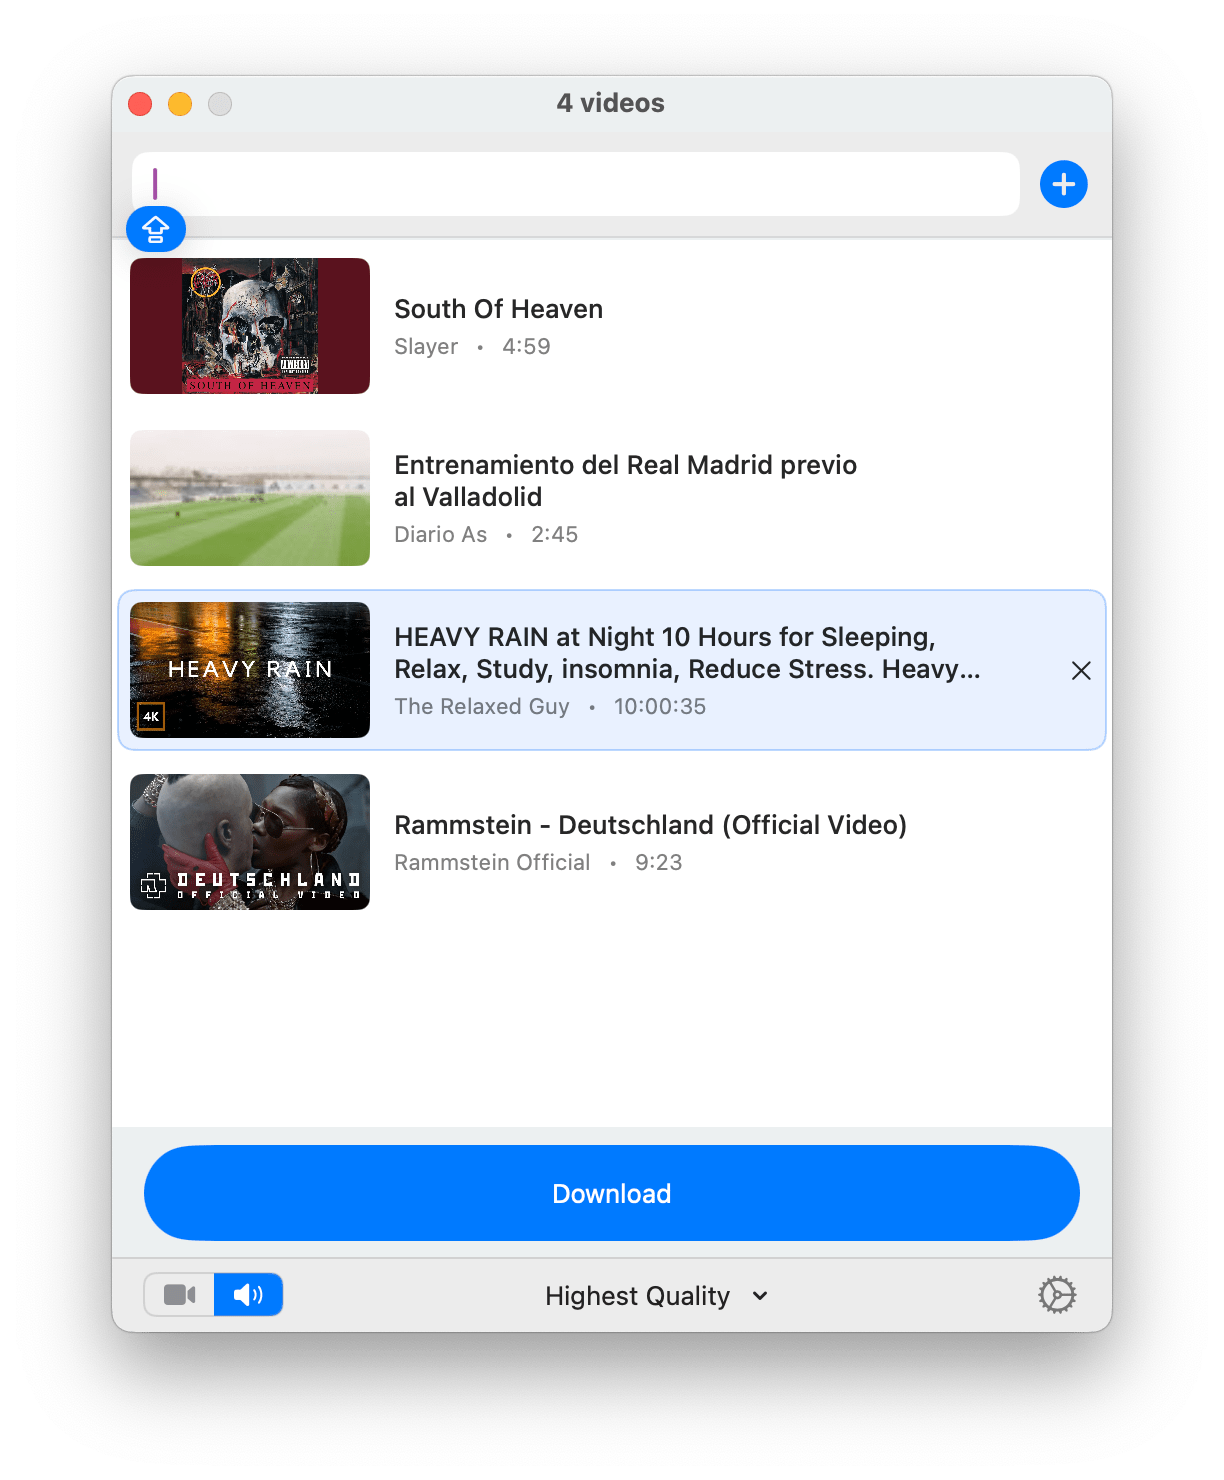 4 videos
SOUTH OF HEAVEN
South Of Heaven
Slayer • 4:59
Entrenamiento del Real Madrid previo
al Valladolid
Diario As • 2:45
HEAVY RAIN
4K
HEAVY RAIN at Night 10 Hours for Sleeping,
Relax, Study, insomnia, Reduce Stress. Heavy...
The Relaxed Guy • 10:00:35
DEUTSCHLAND
OFFICIAL VIDEO
Rammstein - Deutschland (Official Video)
Rammstein Official • 9:23
Download
Highest Quality